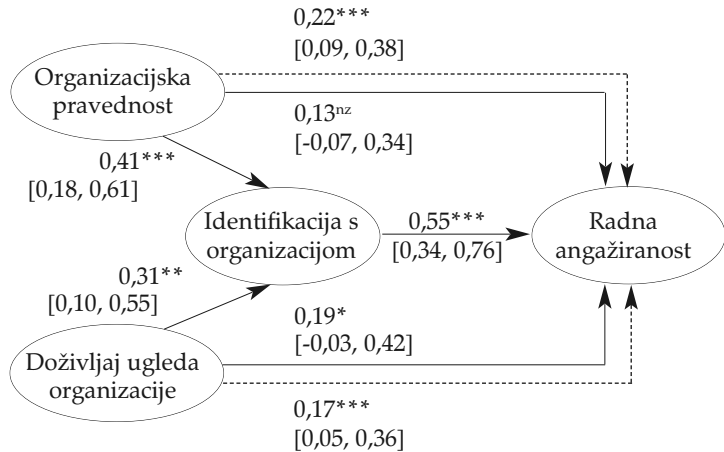 0,22***
[0,09, 0,38]
Organizacijska
pravednost
0,13ⁿᶻ
[-0,07, 0,34]
0,41***
[0,18, 0,61]
Identifikacija s
organizacijom
0,55***
[0,34, 0,76]
Radna
angažiranost
0,31**
[0,10, 0,55]
0,19*
[-0,03, 0,42]
Doživljaj ugleda
organizacije
0,17***
[0,05, 0,36]